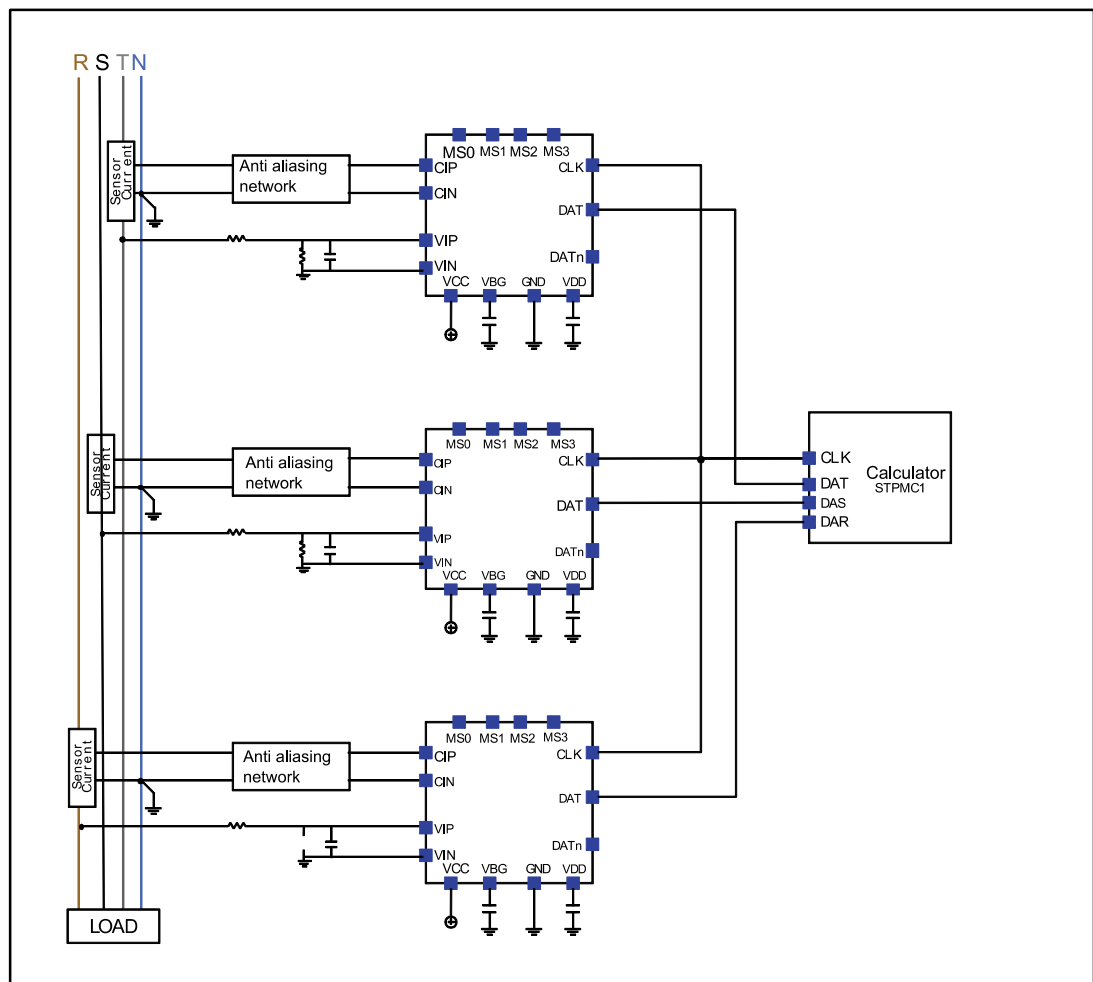 R S T N
MS0 MS1 MS2 MS3
Sensor
Current
Anti aliasing
network
CIP
CIN
VIP
VIN
CLK
DAT
DATn
VCC VBG GND VDD
MS0 MS1 MS2 MS3
Sensor
Current
Anti aliasing
network
CIP
CIN
VIP
VIN
CLK
DAT
DATn
VCC VBG GND VDD
CLK
DAT
DAS
DAR
Calculator
STPMC1
MS0 MS1 MS2 MS3
Sensor
Current
Anti aliasing
network
CIP
CIN
VIP
VIN
CLK
DAT
DATn
VCC VBG GND VDD
LOAD